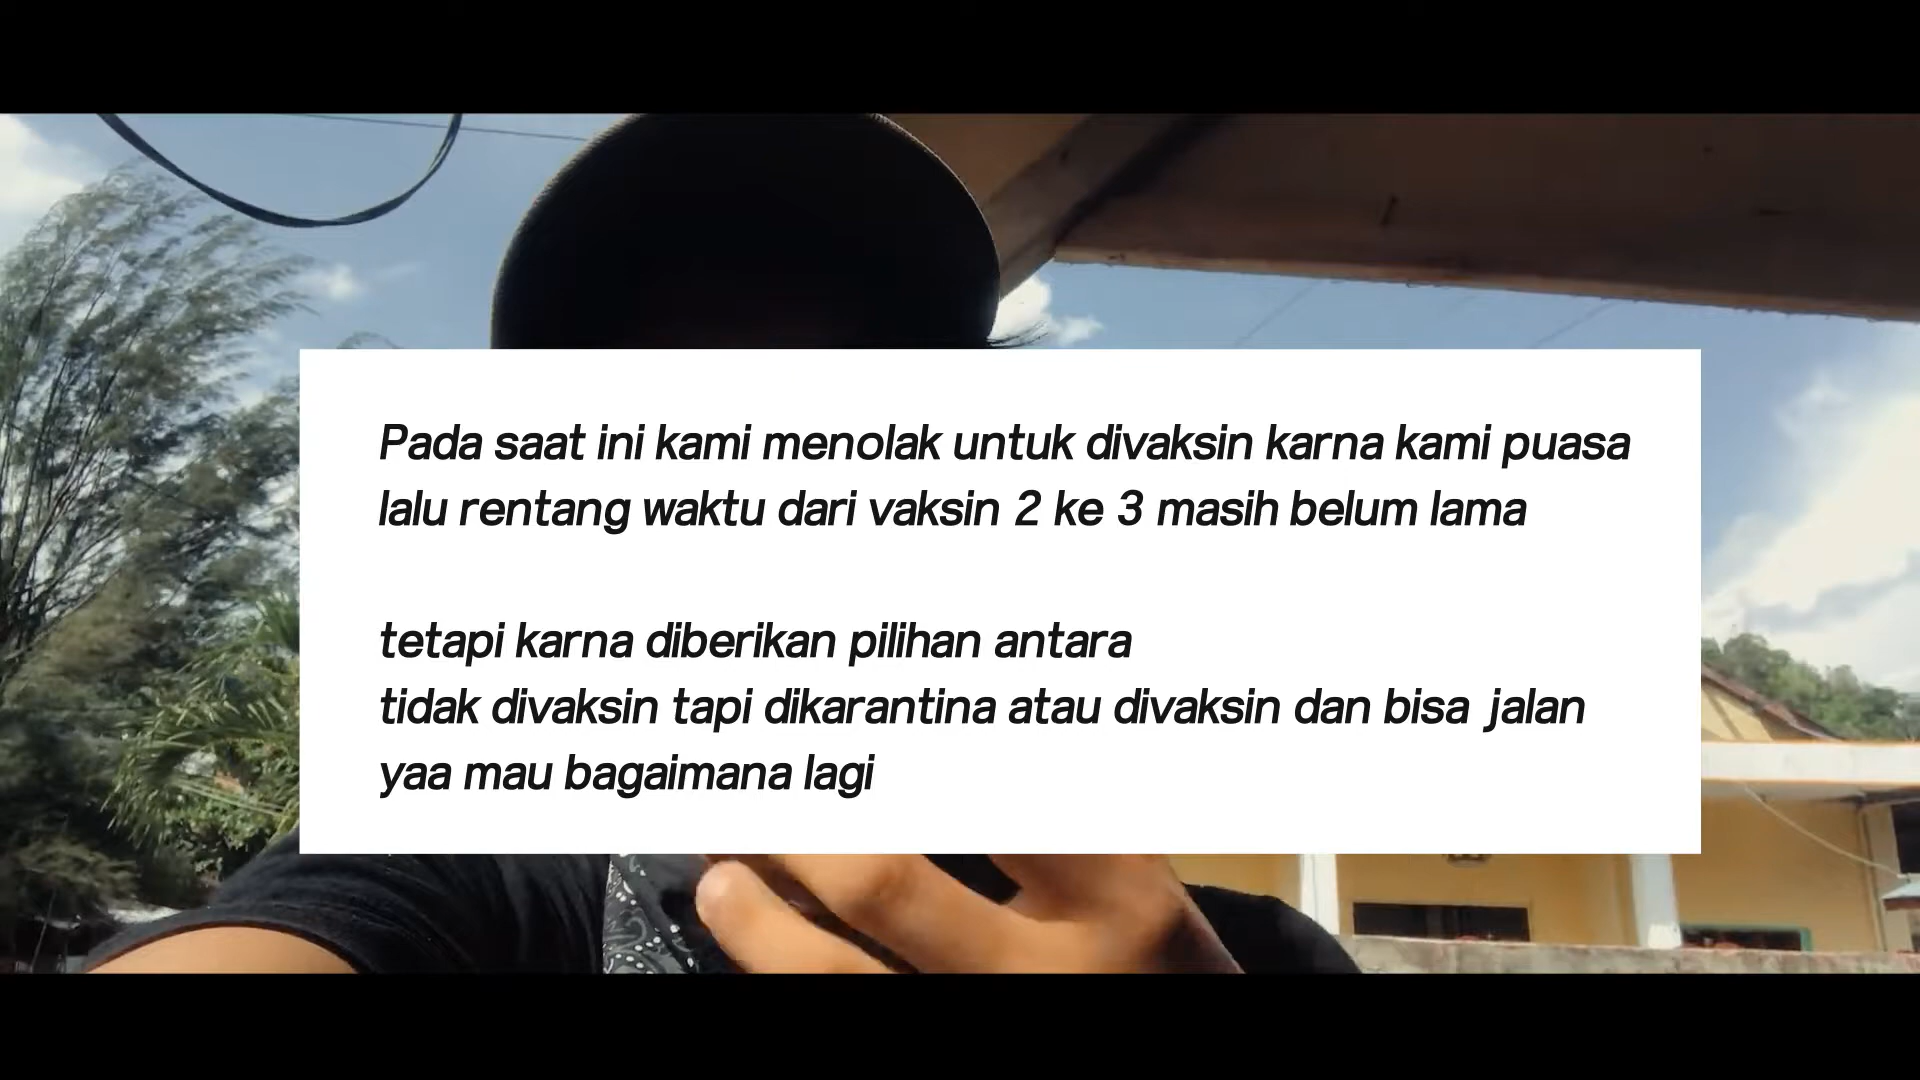 Pada saat ini kami menolak untuk divaksin karna kami puasa
lalu rentang waktu dari vaksin 2 ke 3 masih belum lama
tetapi karna diberikan pilihan antara
tidak divaksin tapi dikarantina atau divaksin dan bisa jalan
yaa mau bagaimana lagi